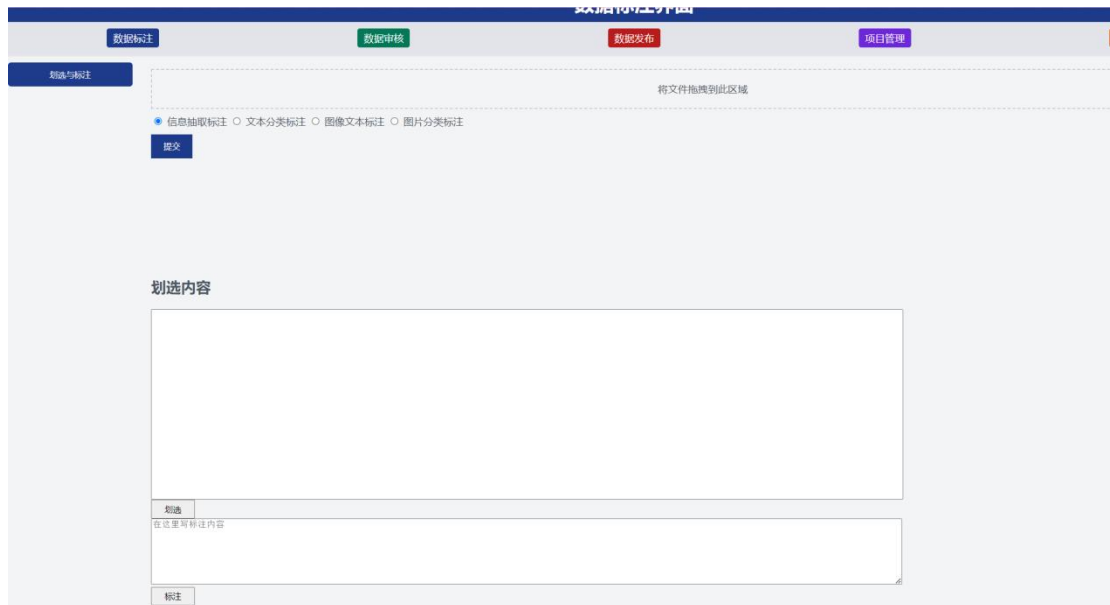 数据标注界面
数据标注 数据审核 数据发布 项目管理
划选与标注
将文件拖拽到此区域
信息抽取标注 文本分类标注 图像文本标注 图片分类标注
提交
划选内容
划选
在这里写标注内容
标注